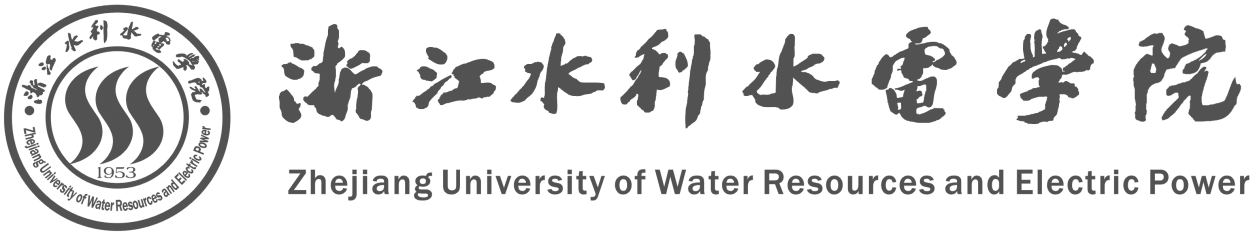 浙江水利水電學院
Zhejiang University of Water Resources and Electric Power
1953
浙江水利水電學院
Zhejiang University of Water Resources and Electric Power